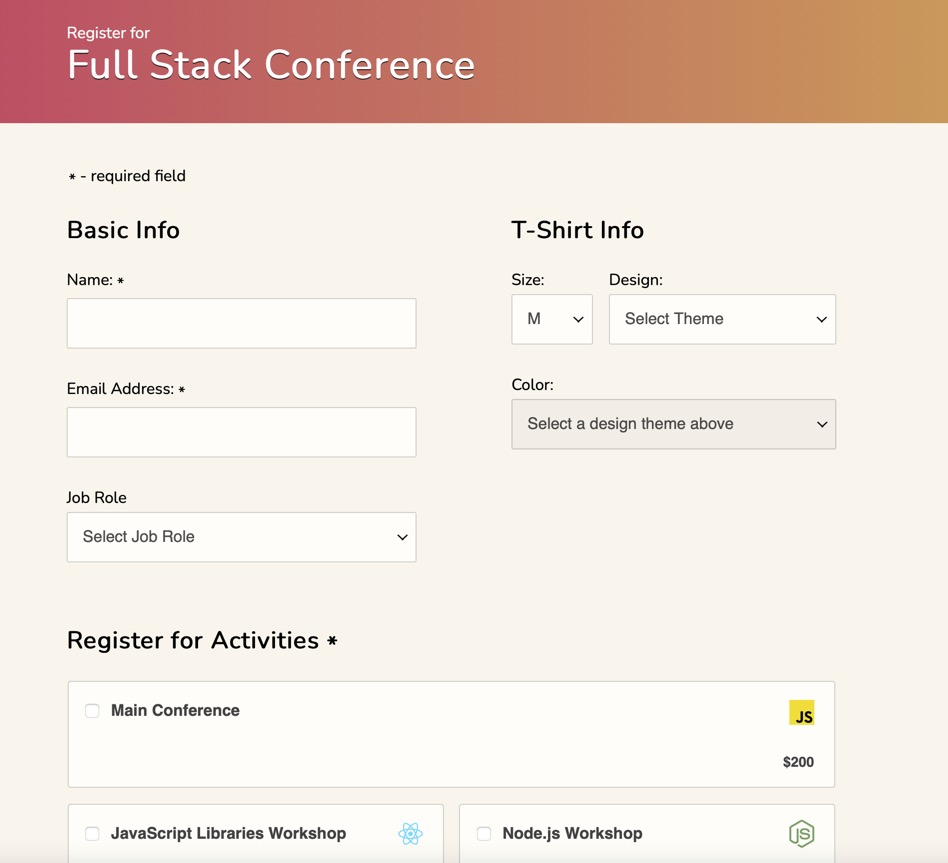 Register for
Full Stack Conference
* - required field
Basic Info
Name: *
Email Address: *
Job Role
Select Job Role
T-Shirt Info
Size:
M
Design:
Select Theme
Color:
Select a design theme above
Register for Activities *
Main Conference
JS
$200
JavaScript Libraries Workshop
Node.js Workshop
JS